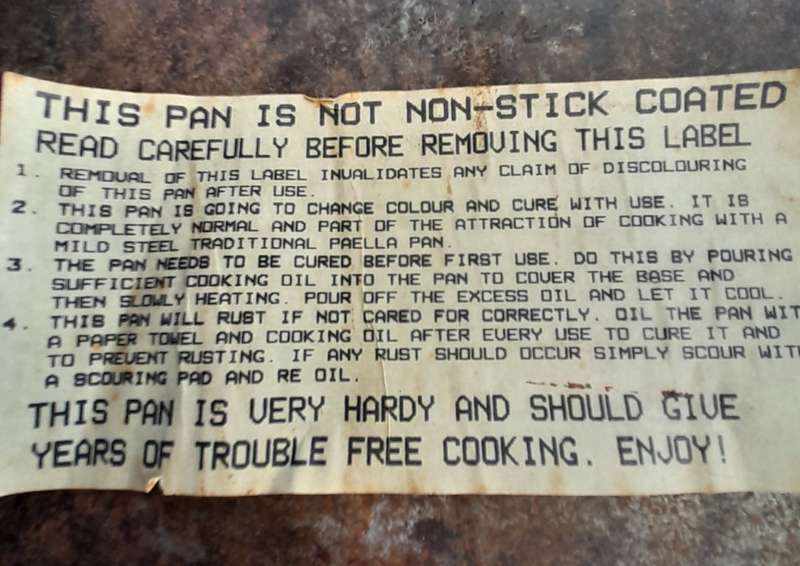 THIS PAN IS NOT NON-STICK COATED
READ CAREFULLY BEFORE REMOVING THIS LABEL
1. REMOVAL OF THIS LABEL INVALIDATES ANY CLAIM OF DISCOLOURING
OF THIS PAN AFTER USE.
2. THIS PAN IS GOING TO CHANGE COLOUR AND CURE WITH USE. IT IS
COMPLETELY NORMAL AND PART OF THE ATTRACTION OF COOKING WITH A
MILD STEEL TRADITIONAL PAELLA PAN.
3. THE PAN NEEDS TO BE CURED BEFORE FIRST USE. DO THIS BY POURING
SUFFICIENT COOKING OIL INTO THE PAN TO COVER THE BASE AND
THEN SLOWLY HEATING. POUR OFF THE EXCESS OIL AND LET IT COOL.
4. THIS PAN WILL RUST IF NOT CARED FOR CORRECTLY. OIL THE PAN WIT
A PAPER TOWEL AND COOKING OIL AFTER EVERY USE TO CURE IT AND
TO PREVENT RUSTING. IF ANY RUST SHOULD OCCUR SIMPLY SCOUR WITH
A SCOURING PAD AND RE OIL.
THIS PAN IS VERY HARDY AND SHOULD GIVE
YEARS OF TROUBLE FREE COOKING. ENJOY!